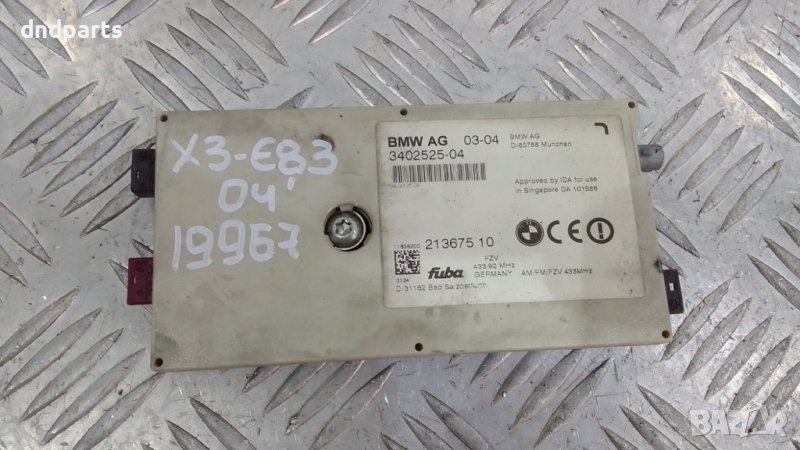 dndparts
X3-E83
04'
19967
BMW AG 03-04
3402525-04
BMW AG
D-80788 München
Approved by IDA for use
in Singapore DA 101586
213675 10
FZV
433.92 MHz
fuba GERMANY AM/FM/FZV 433MHz
D-31162 Bad Salzdetfurth
CE
BAZAR